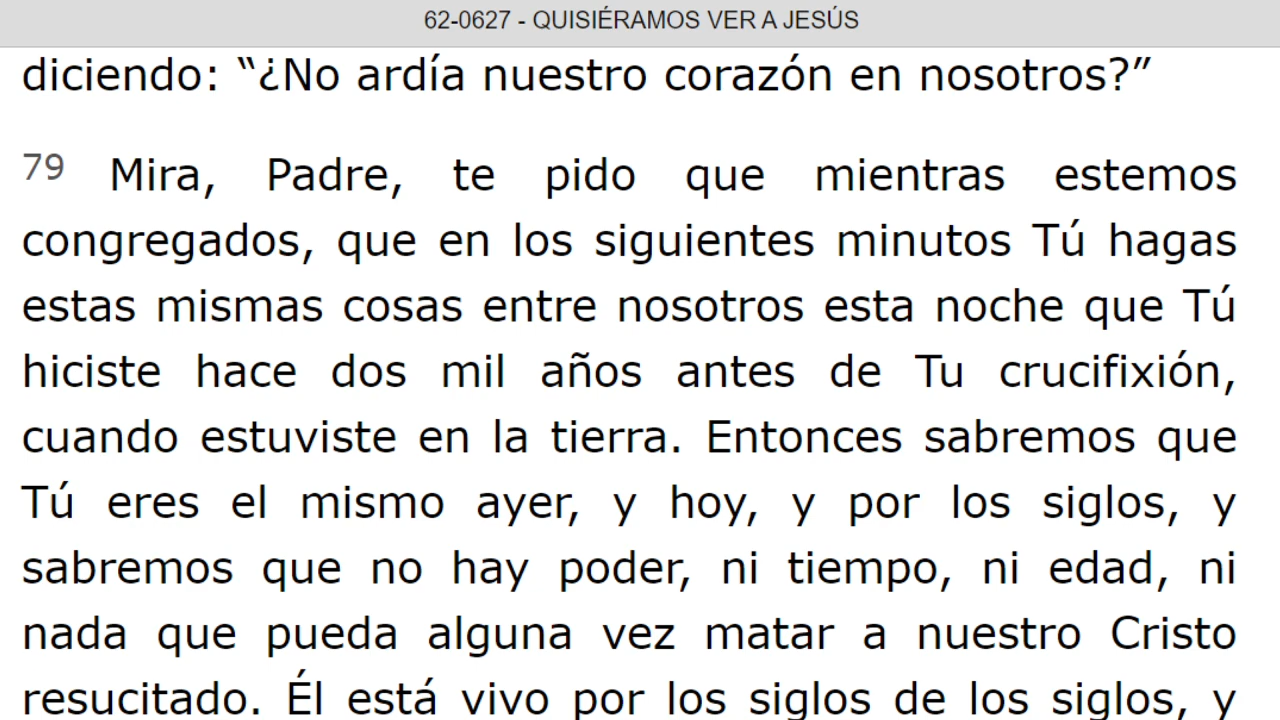 62-0627 - QUISIÉRAMOS VER A JESÚS
diciendo: “¿No ardía nuestro corazón en nosotros?”
79 Mira, Padre, te pido que mientras estemos
congregados, que en los siguientes minutos Tú hagas
estas mismas cosas entre nosotros esta noche que Tú
hiciste hace dos mil años antes de Tu crucifixión,
cuando estuviste en la tierra. Entonces sabremos que
Tú eres el mismo ayer, y hoy, y por los siglos, y
sabremos que no hay poder, ni tiempo, ni edad, ni
nada que pueda alguna vez matar a nuestro Cristo
resucitado. Él está vivo por los siglos de los siglos, y